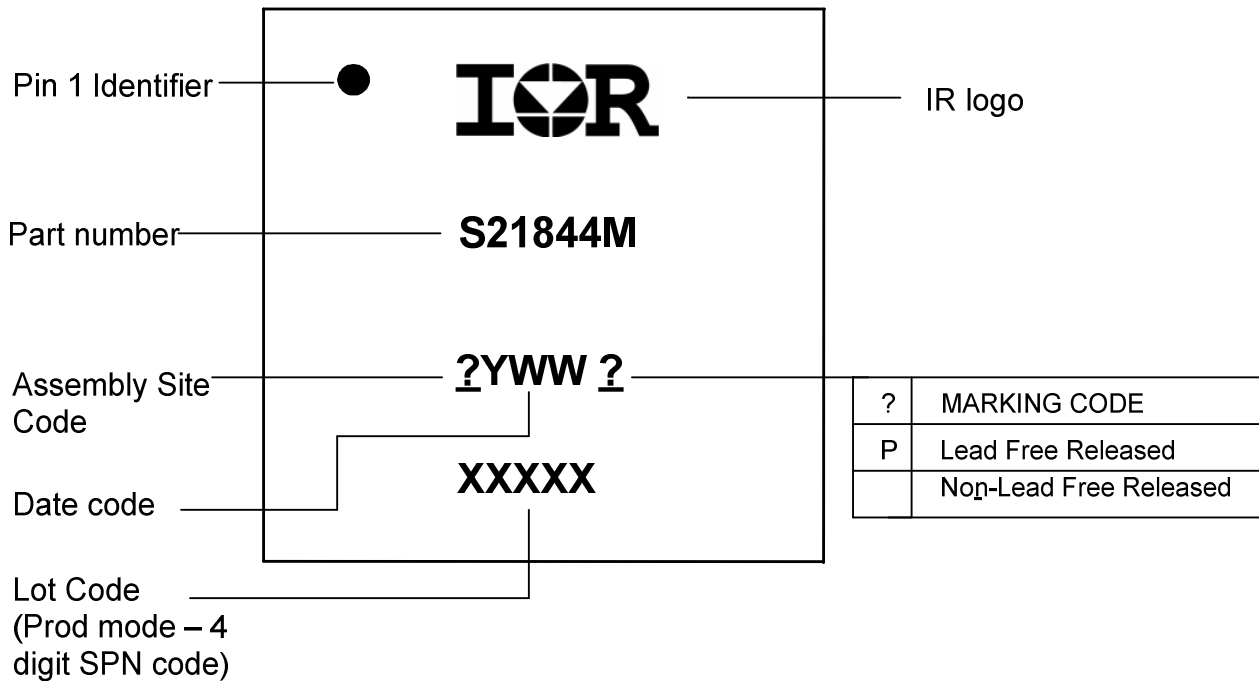 Pin 1 Identifier
IOR
IR logo
Part number
S21844M
Assembly Site
Code
?YWW ?
? MARKING CODE
P Lead Free Released
Non-Lead Free Released
Date code
XXXXX
Lot Code
(Prod mode – 4
digit SPN code)